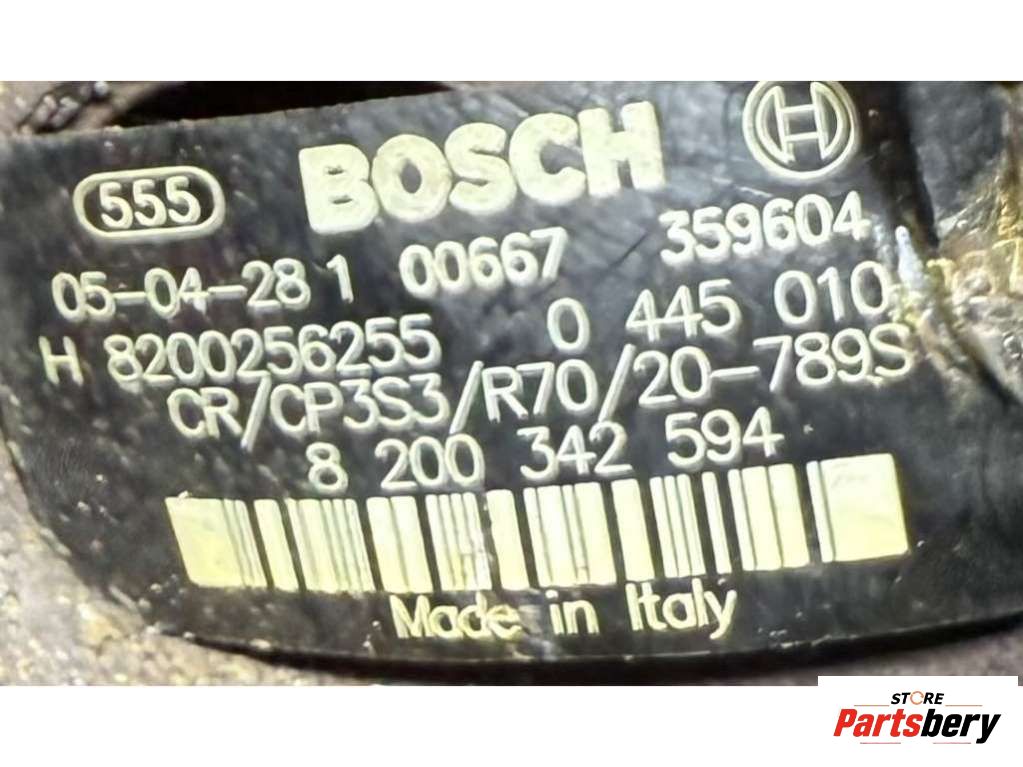 BOSCH
555
05-04-28 1 00667 359604
H 8200256255 0 445 010
CR/CP3S3/R70/20-789S
8 200 342 594
Made in Italy
STORE
Partsbery